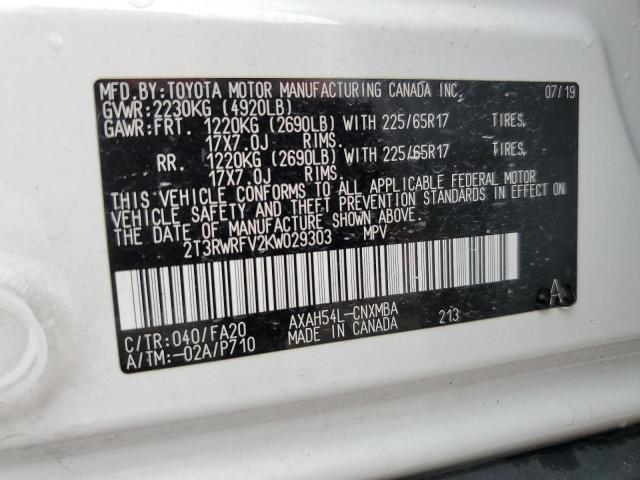 MFD. BY: TOYOTA MOTOR MANUFACTURING CANADA INC. 07/19
GVWR: 2230KG (4920LB)
GAWR: FRT. 1220KG (2690LB) WITH 225/65R17 TIRES,
17X7.0J RIMS.
RR. 1220KG (2690LB) WITH 225/65R17 TIRES,
17X7.0J RIMS.
THIS VEHICLE CONFORMS TO ALL APPLICABLE FEDERAL MOTOR
VEHICLE SAFETY AND THEFT PREVENTION STANDARDS IN EFFECT ON
THE DATE OF MANUFACTURE SHOWN ABOVE.
2T3RWRFV2KW029303 MPV
C/TR: 040/FA20 AXAH54L-CNXMBA 213 A
A/TM: -02A/P710 MADE IN CANADA